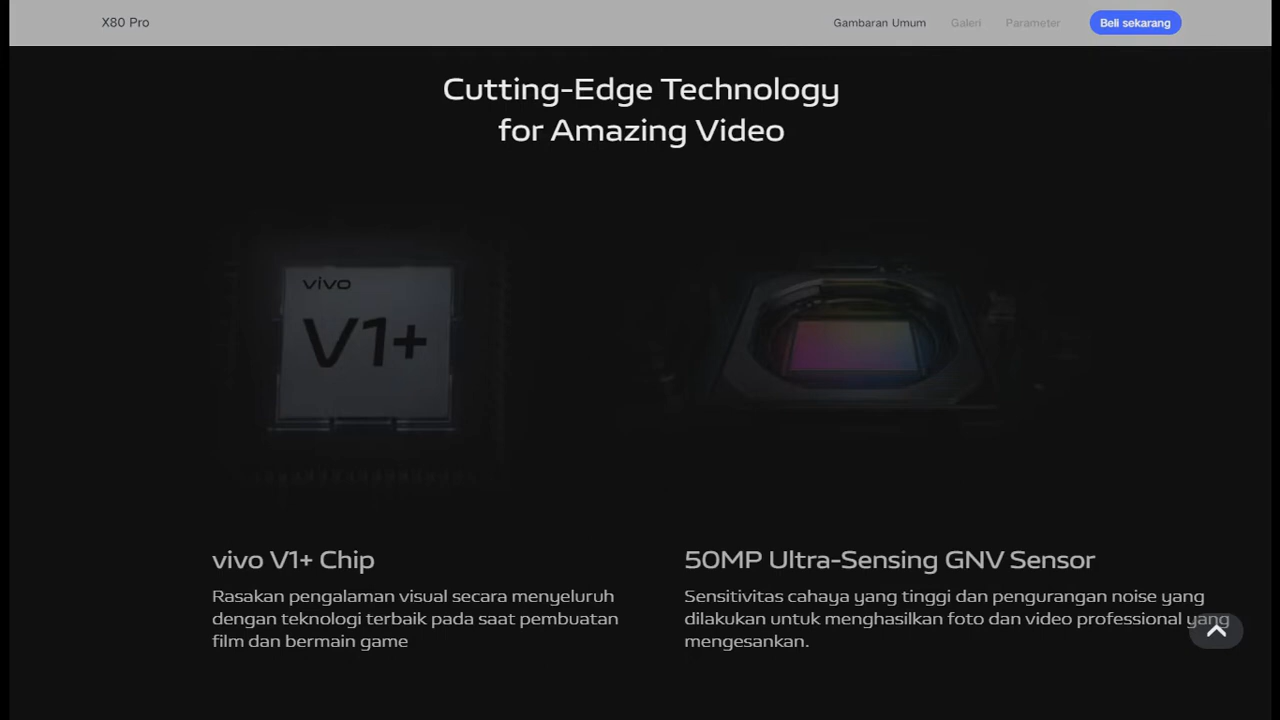 X80 Pro
Gambaran Umum
Galeri
Parameter
Beli sekarang
Cutting-Edge Technology
for Amazing Video
vivo
V1+
vivo V1+ Chip
Rasakan pengalaman visual secara menyeluruh
dengan teknologi terbaik pada saat pembuatan
film dan bermain game
50MP Ultra-Sensing GNV Sensor
Sensitivitas cahaya yang tinggi dan pengurangan noise yang
dilakukan untuk menghasilkan foto dan video professional yang
mengesankan.